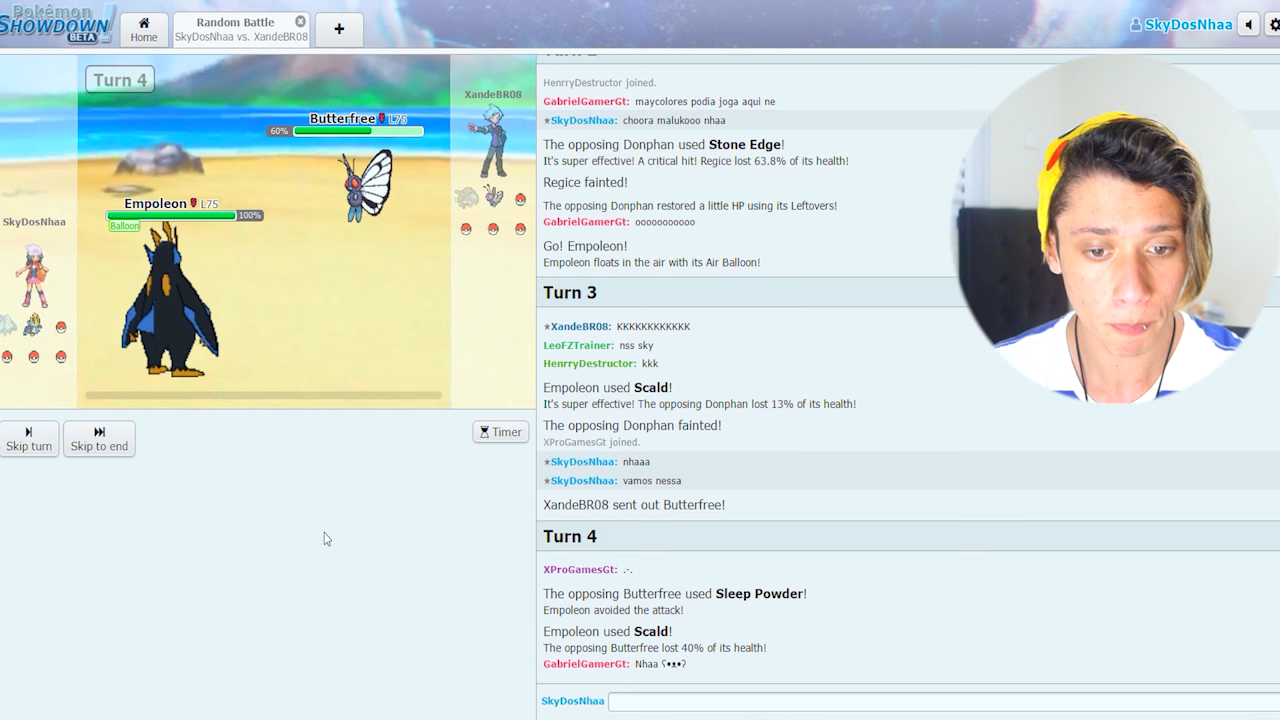 Pokémon
SHOWDOWN!
BETA
Home
Random Battle
SkyDosNhaa vs. XandeBR08
+
SkyDosNhaa
Turn 4
XandeBR08
Butterfree L75
60%
Empoleon L75
100%
Balloon
SkyDosNhaa
Skip turn
Skip to end
Timer
HenrryDestructor joined.
GabrielGamerGt: maycolores podia joga aqui ne
★SkyDosNhaa: choora malukooo nhaa
The opposing Donphan used Stone Edge!
It's super effective! A critical hit! Regice lost 63.8% of its health!
Regice fainted!
The opposing Donphan restored a little HP using its Leftovers!
GabrielGamerGt: ooooooooooo
Go! Empoleon!
Empoleon floats in the air with its Air Balloon!
Turn 3
★XandeBR08: KKKKKKKKKKKK
LeoFZTrainer: nss sky
HenrryDestructor: kkk
Empoleon used Scald!
It's super effective! The opposing Donphan lost 13% of its health!
The opposing Donphan fainted!
XProGamesGt joined.
★SkyDosNhaa: nhaaa
★SkyDosNhaa: vamos nessa
XandeBR08 sent out Butterfree!
Turn 4
XProGamesGt: .-.
The opposing Butterfree used Sleep Powder!
Empoleon avoided the attack!
Empoleon used Scald!
The opposing Butterfree lost 40% of its health!
GabrielGamerGt: Nhaa ʕ•ᴥ•ʔ
SkyDosNhaa